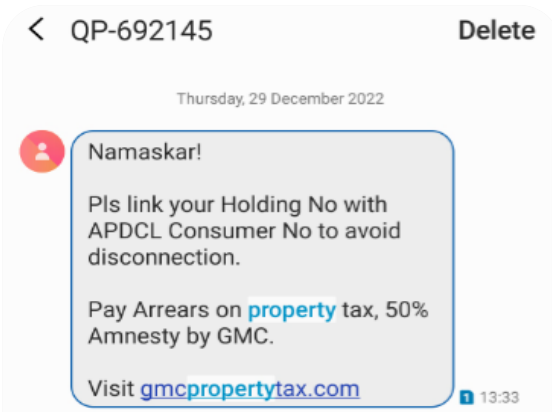 QP-692145 Delete
Thursday, 29 December 2022
Namaskar!
Pls link your Holding No with
APDCL Consumer No to avoid
disconnection.
Pay Arrears on property tax, 50%
Amnesty by GMC.
Visit gmcpropertytax.com
1 13:33